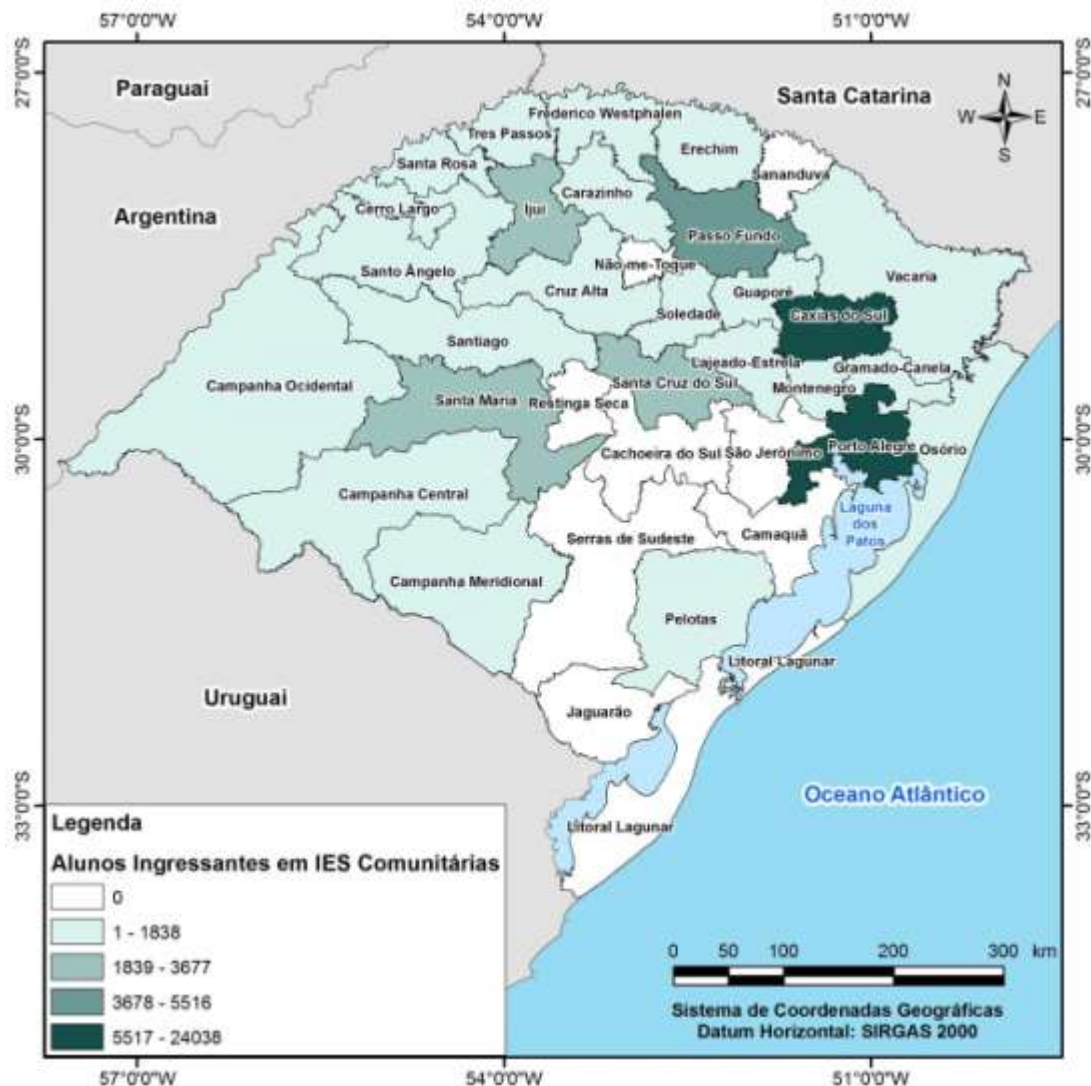 57°0'0"W
54°0'0"W
51°0'0"W
27°0'0"S
27°0'0"S
Paraguai
Santa Catarina
N
W
E
S
Frederico Westphalen
Tres Passos
Erechim
Santa Rosa
Sananduva
Carazinho
Argentina
Cerro Largo
Ijuí
Passo Fundo
Não-me-Toque
Santo Ângelo
Vacaria
Cruz Alta
Guaporé
Soledade
Caxias do Sul
Santiago
Lajeado-Estrela
Gramado-Canela
Campanha Ocidental
Santa Cruz do Sul
Montenegro
Santa Maria
Restinga Seca
30°0'0"S
30°0'0"S
Cachoeira do Sul
São Jerônimo
Porto Alegre
Osório
Campanha Central
Laguna
dos
Patos
Serras de Sudeste
Camaquã
Campanha Meridional
Pelotas
Litoral Lagunar
Uruguai
Jaguarão
Oceano Atlântico
33°0'0"S
33°0'0"S
Litoral Lagunar
Legenda
Alunos Ingressantes em IES Comunitárias
0
1 - 1838
1839 - 3677
3678 - 5516
5517 - 24038
0 50 100 200 300 km
Sistema de Coordenadas Geográficas
Datum Horizontal: SIRGAS 2000
57°0'0"W
54°0'0"W
51°0'0"W